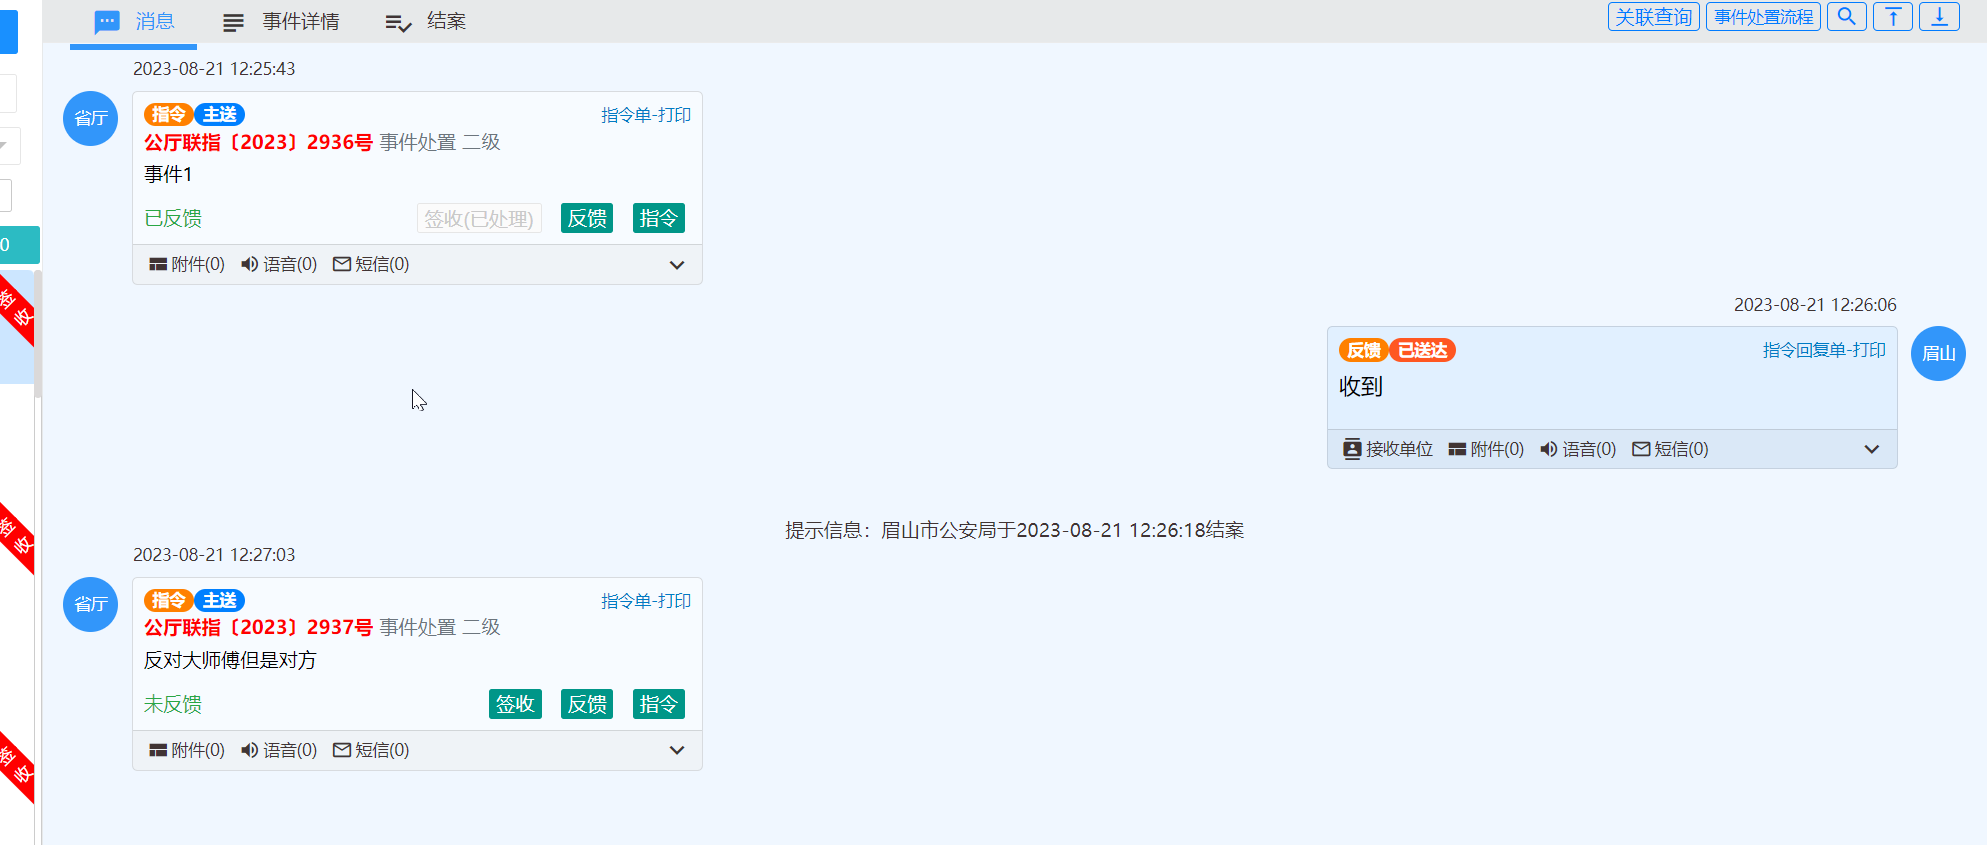 消息 事件详情 结案 关联查询 事件处置流程
2023-08-21 12:25:43
省厅
指令 主送 指令单-打印
公厅联指〔2023〕2936号 事件处置 二级
事件1
已反馈 签收(已处理) 反馈 指令
附件(0) 语音(0) 短信(0)
0
签收
2023-08-21 12:26:06
反馈 已送达 指令回复单-打印
眉山
收到
接收单位 附件(0) 语音(0) 短信(0)
签收
提示信息：眉山市公安局于2023-08-21 12:26:18结案
2023-08-21 12:27:03
省厅
指令 主送 指令单-打印
公厅联指〔2023〕2937号 事件处置 二级
反对大师傅但是对方
未反馈 签收 反馈 指令
附件(0) 语音(0) 短信(0)
签收